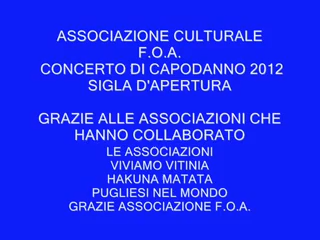 ASSOCIAZIONE CULTURALE
F.O.A.
CONCERTO DI CAPODANNO 2012
SIGLA D'APERTURA
GRAZIE ALLE ASSOCIAZIONI CHE
HANNO COLLABORATO
LE ASSOCIAZIONI
VIVIAMO VITINIA
HAKUNA MATATA
PUGLIESI NEL MONDO
GRAZIE ASSOCIAZIONE F.O.A.